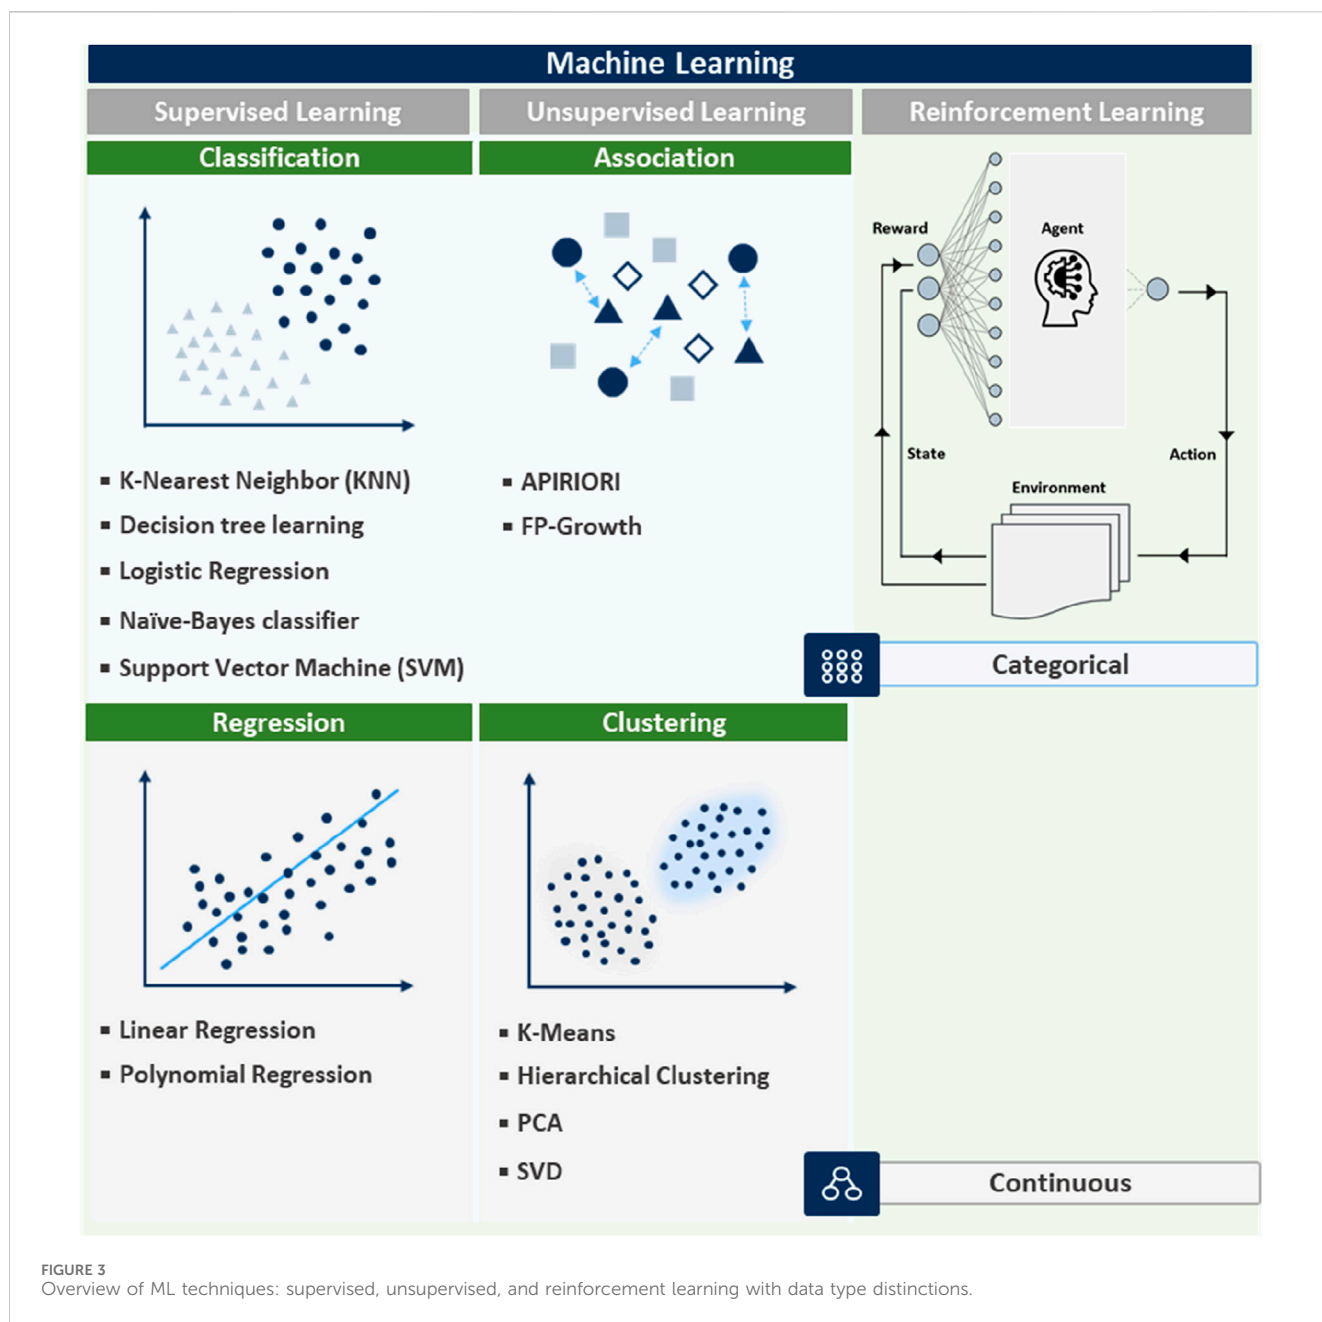 Machine Learning
Supervised Learning
Unsupervised Learning
Reinforcement Learning
Classification
▪ K-Nearest Neighbor (KNN)
▪ Decision tree learning
▪ Logistic Regression
▪ Naïve-Bayes classifier
▪ Support Vector Machine (SVM)
Association
▪ APIRIORI
▪ FP-Growth
Reward
Agent
State
Action
Environment
Categorical
Regression
▪ Linear Regression
▪ Polynomial Regression
Clustering
▪ K-Means
▪ Hierarchical Clustering
▪ PCA
▪ SVD
Continuous
FIGURE 3
Overview of ML techniques: supervised, unsupervised, and reinforcement learning with data type distinctions.